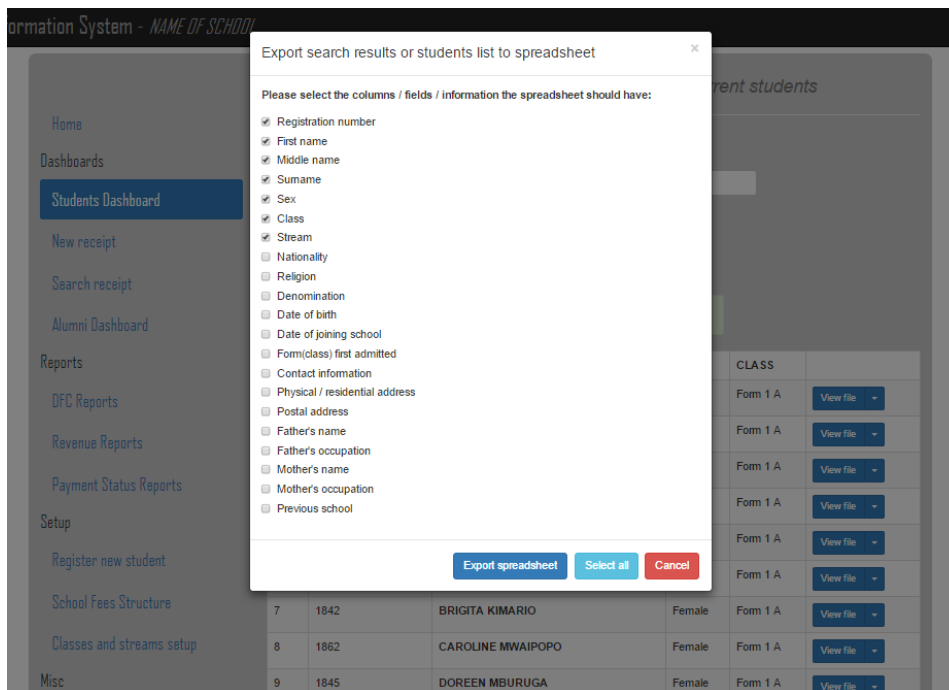 ormation System - NAME OF SCHOOL
Export search results or students list to spreadsheet
×
rent students
Please select the columns / fields / information the spreadsheet should have:
Registration number
First name
Middle name
Surname
Sex
Class
Stream
Nationality
Religion
Denomination
Date of birth
Date of joining school
Form(class) first admitted
Contact information
Physical / residential address
Postal address
Father's name
Father's occupation
Mother's name
Mother's occupation
Previous school
Export spreadsheet
Select all
Cancel
Home
Dashboards
Students Dashboard
New receipt
Search receipt
Alumni Dashboard
Reports
DFC Reports
Revenue Reports
Payment Status Reports
Setup
Register new student
School Fees Structure
Classes and streams setup
Misc
CLASS
Form 1 A View file
Form 1 A View file
Form 1 A View file
Form 1 A View file
Form 1 A View file
Form 1 A View file
7 1842 BRIGITA KIMARIO Female Form 1 A View file
8 1862 CAROLINE MWAIPOPO Female Form 1 A View file
9 1845 DOREEN MBURUGA Female Form 1 A View file